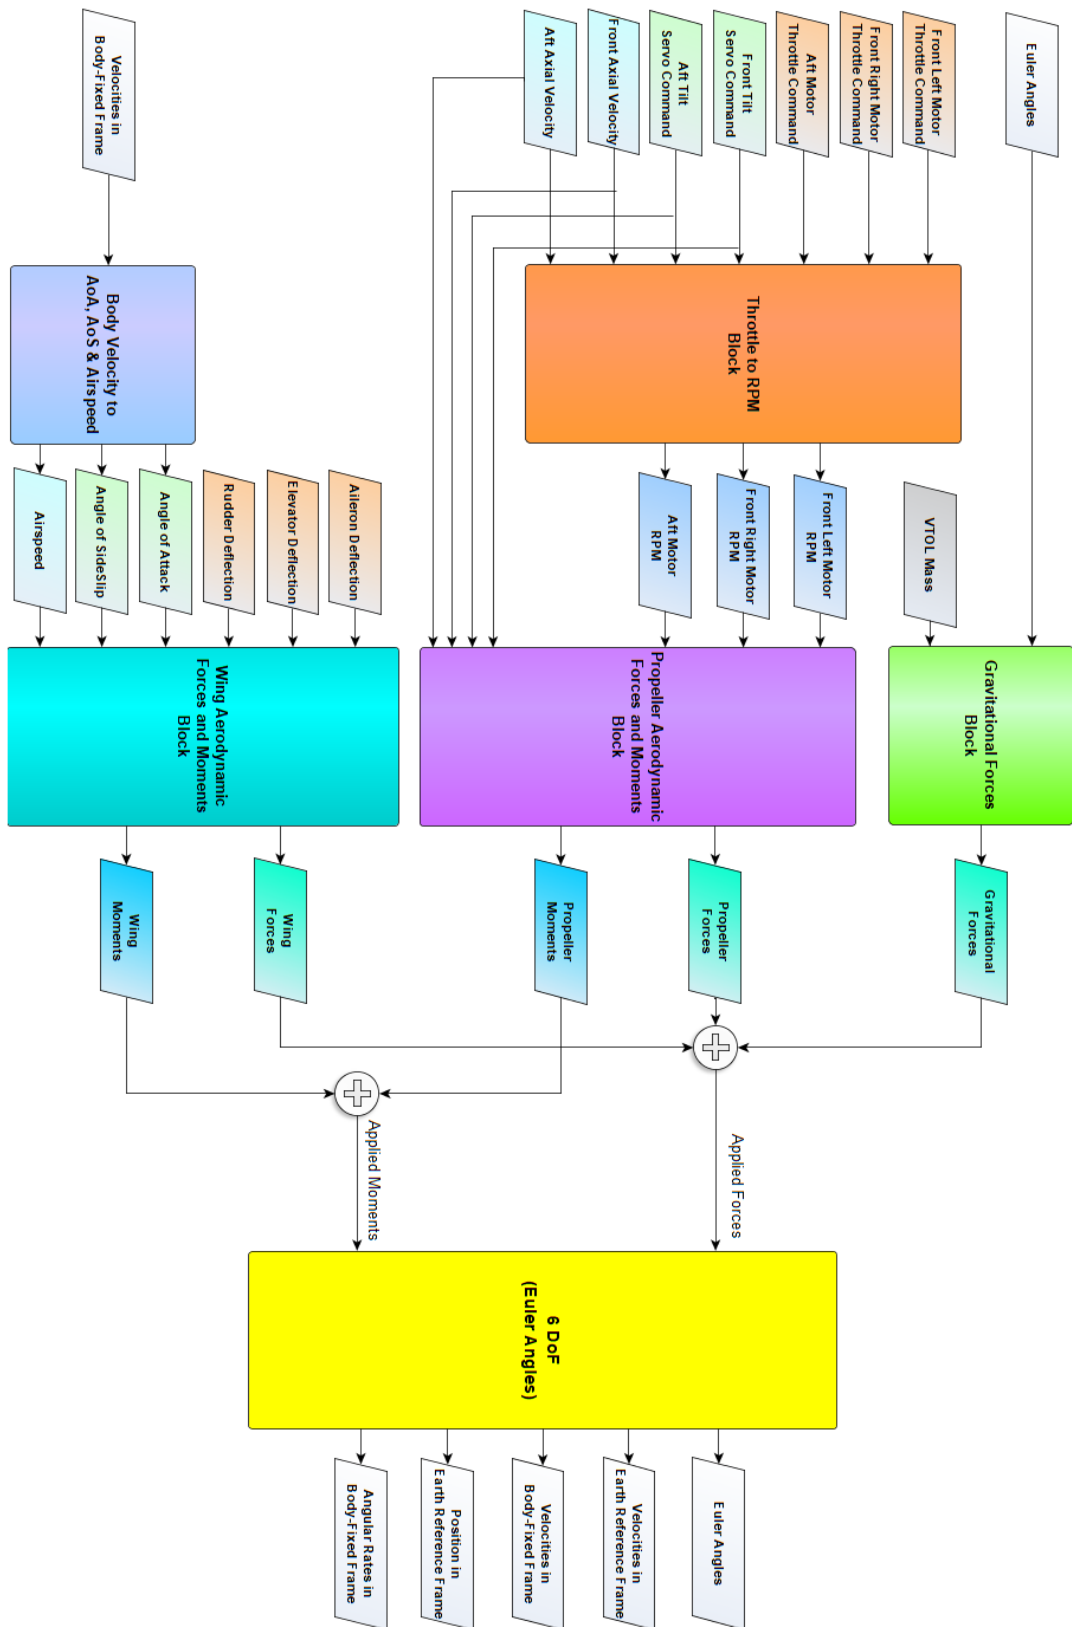 Euler Angles
Front Left Motor
Throttle Command
Front Right Motor
Throttle Command
Aft Motor
Throttle Command
Front Tilt
Servo Command
Aft Tilt
Servo Command
Front Axial Velocity
Aft Axial Velocity
Velocities in
Body-Fixed Frame
Throttle to RPM
Block
Body Velocity to
AoA, AoS & Airspeed
VTOL Mass
Front Left Motor
RPM
Front Right Motor
RPM
Aft Motor
RPM
Aileron Deflection
Elevator Deflection
Rudder Deflection
Angle of Attack
Angle of SideSlip
Airspeed
Gravitational Forces
Block
Propeller Aerodynamic
Forces and Moments
Block
Wing Aerodynamic
Forces and Moments
Block
Gravitational
Forces
Propeller
Forces
Propeller
Moments
Wing
Forces
Wing
Moments
Applied Forces
Applied Moments
6 DoF
(Euler Angles)
Euler Angles
Velocities in
Earth Reference Frame
Velocities in
Body-Fixed Frame
Position in
Earth Reference Frame
Angular Rates in
Body-Fixed Frame